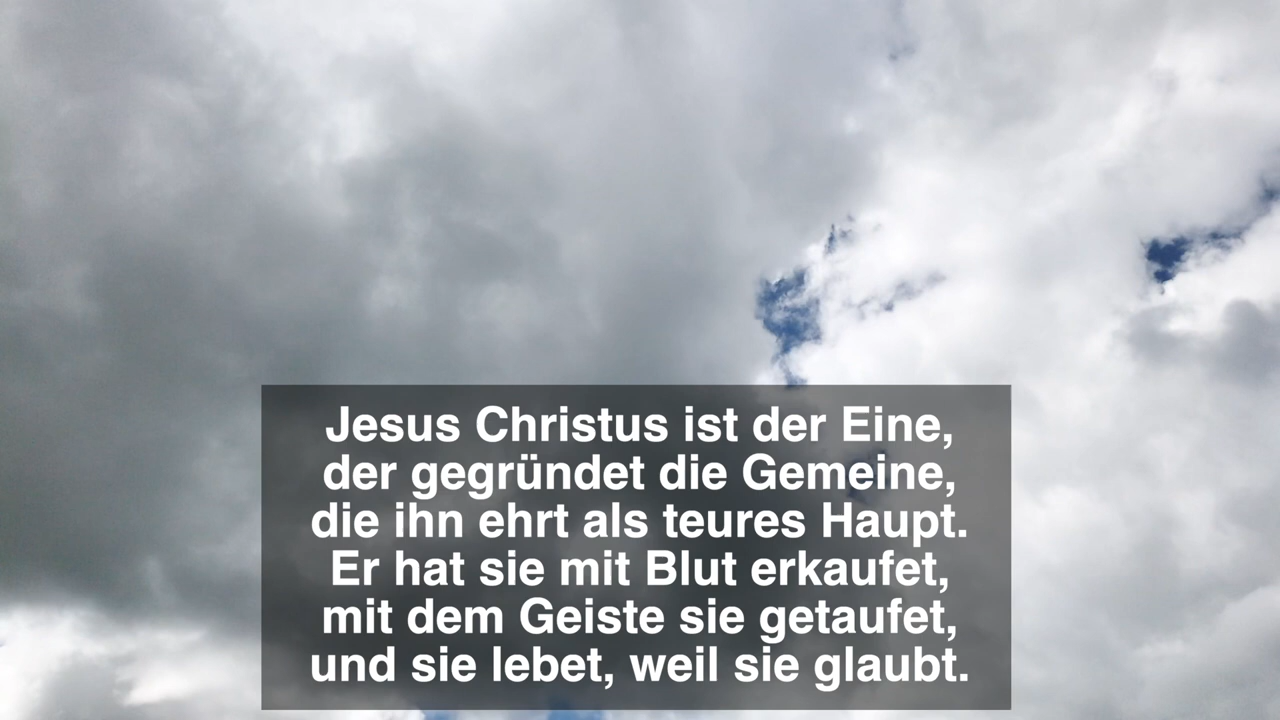 Jesus Christus ist der Eine,
der gegründet die Gemeine,
die ihn ehrt als teures Haupt.
Er hat sie mit Blut erkaufet,
mit dem Geiste sie getaufet,
und sie lebet, weil sie glaubt.